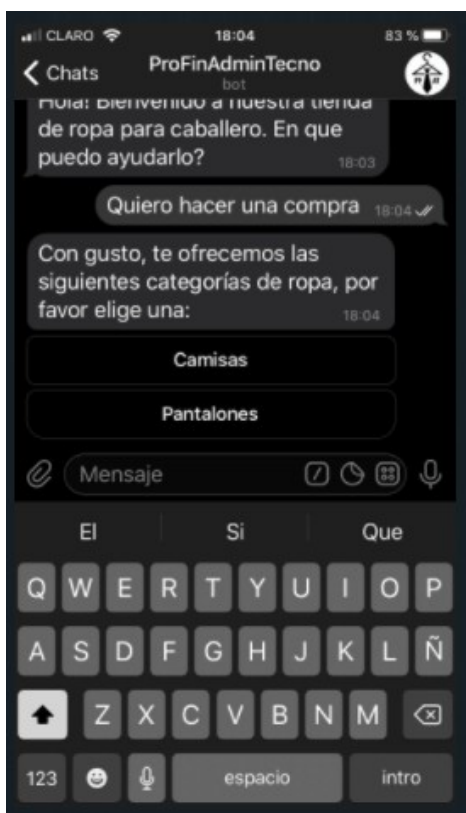 CLARO 18:04 83 %
Chats ProFinAdminTecno
bot
Hola! Bienvenido a nuestra tienda
de ropa para caballero. En que
puedo ayudarlo? 18:03
Quiero hacer una compra 18:04
Con gusto, te ofrecemos las
siguientes categorías de ropa, por
favor elige una: 18:04
Camisas
Pantalones
Mensaje
El Si Que
Q W E R T Y U I O P
A S D F G H J K L Ñ
Z X C V B N M
123 espacio intro